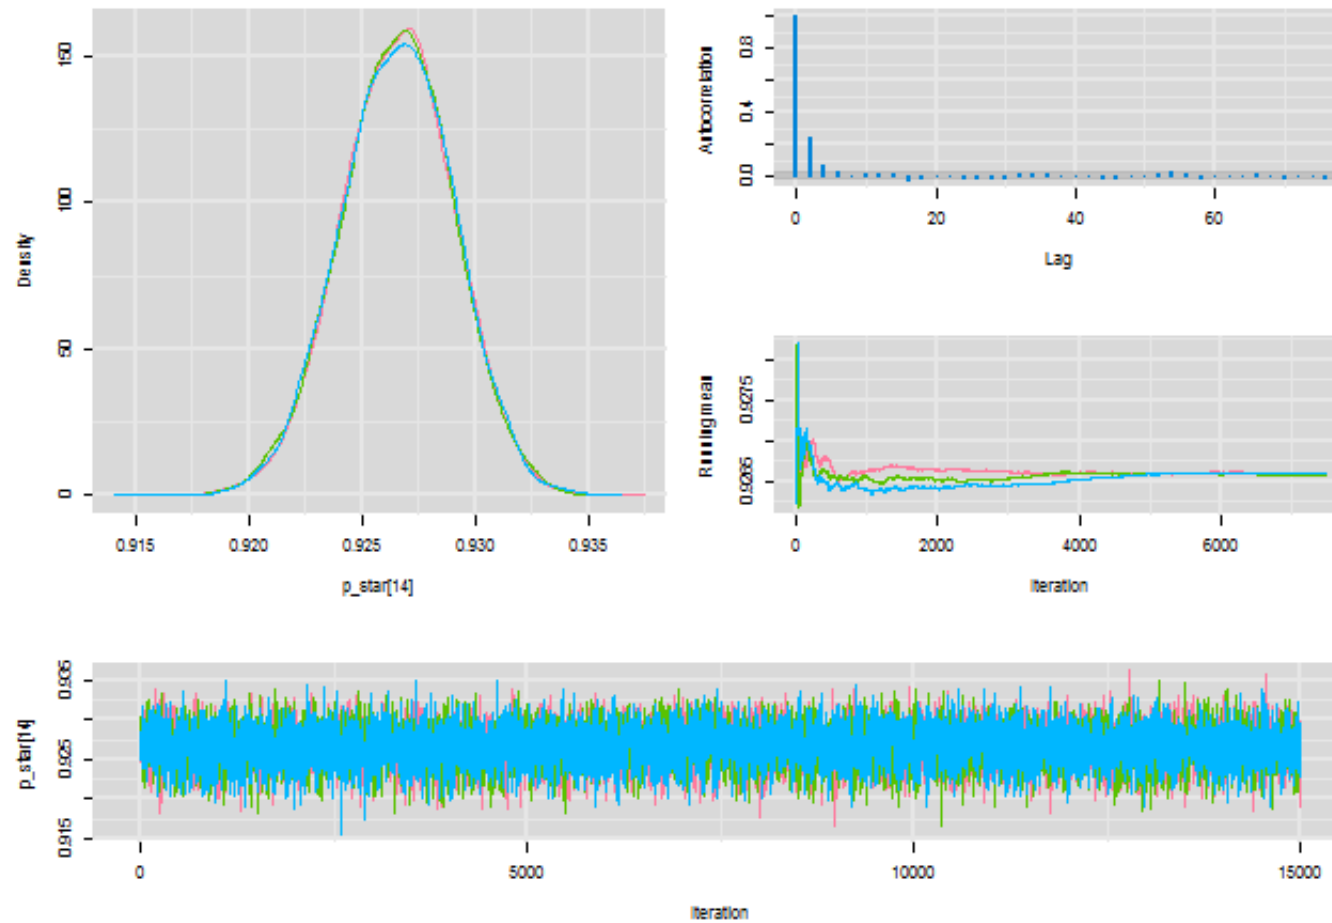 Density
150
100
50
0
0.915 0.920 0.925 0.930 0.935
p_star[14]
Autocorrelation
0.8
0.4
0.0
0 20 40 60
Lag
Running mean
0.9275
0.9265
0 2000 4000 6000
Iteration
p_star[14]
0.935
0.925
0.915
0 5000 10000 15000
Iteration